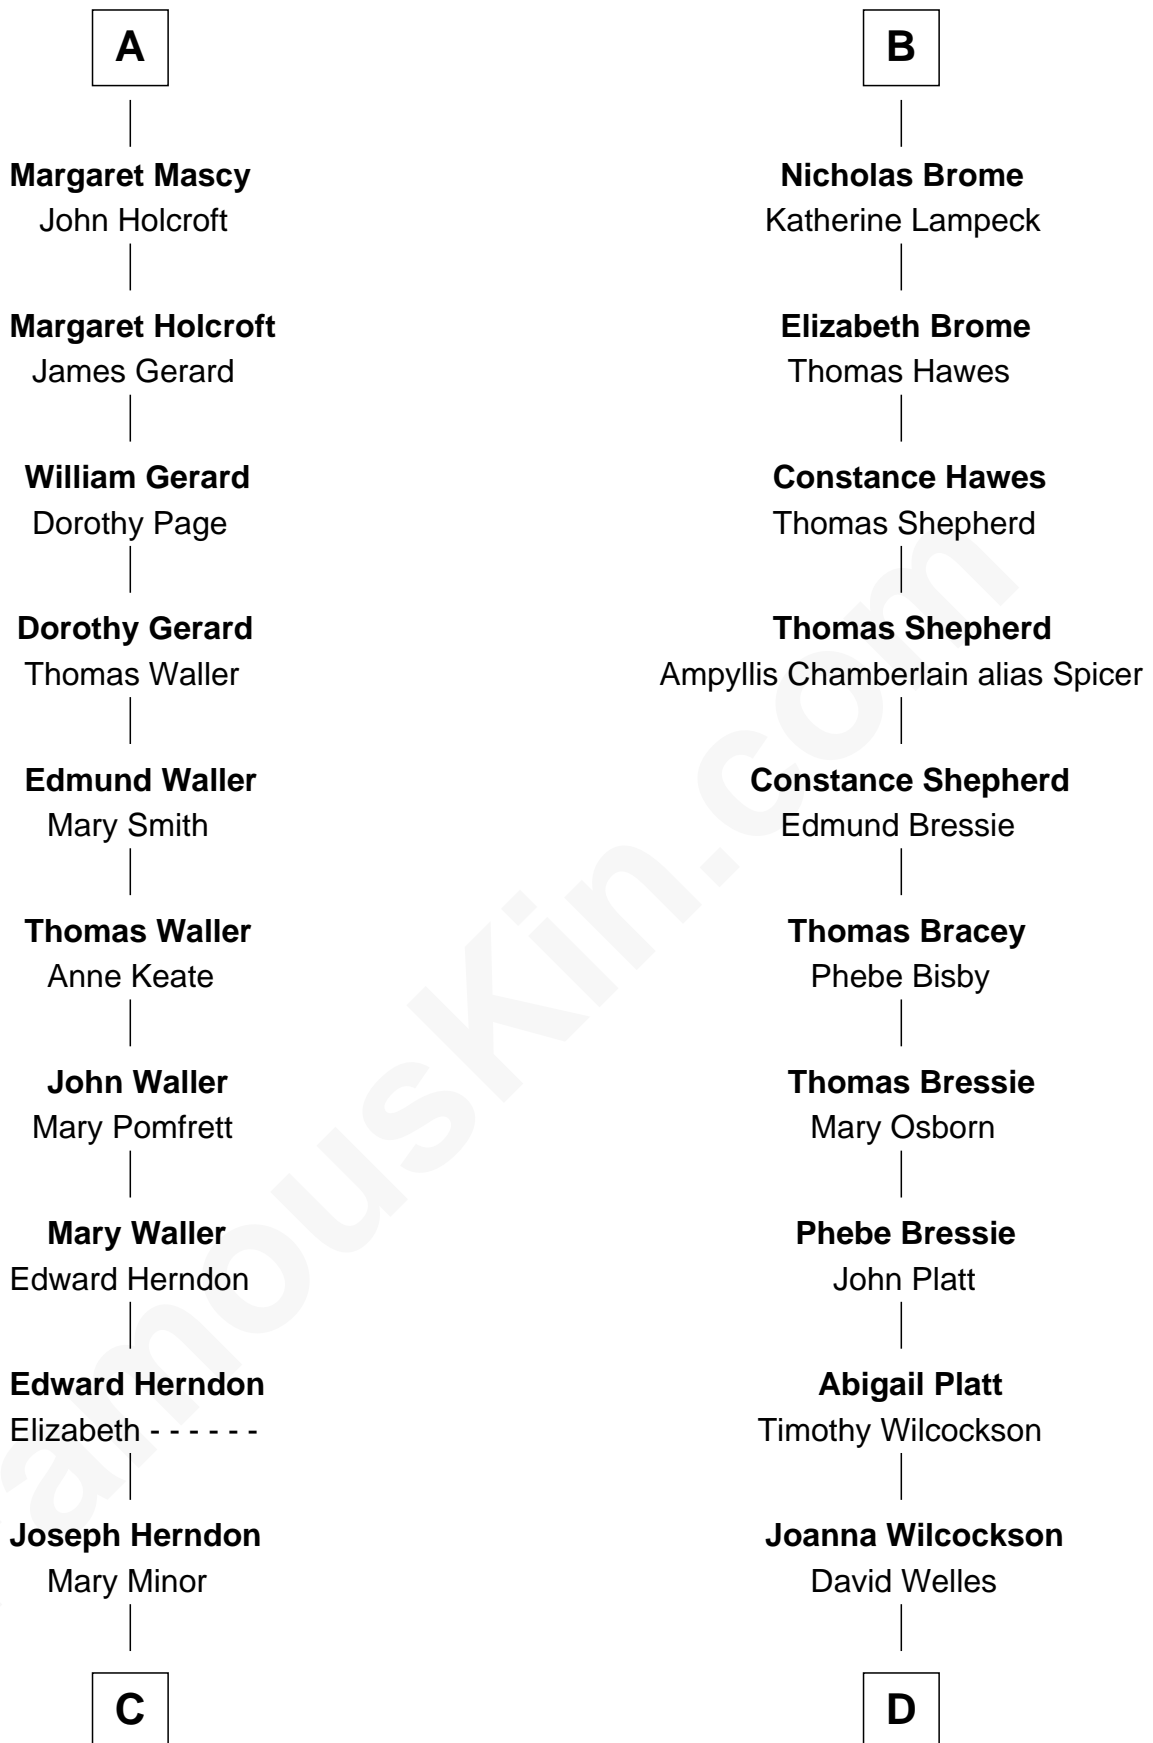 A
Margaret Mascy
John Holcroft
Margaret Holcroft
James Gerard
William Gerard
Dorothy Page
Dorothy Gerard
Thomas Waller
Edmund Waller
Mary Smith
Thomas Waller
Anne Keate
John Waller
Mary Pomfrett
Mary Waller
Edward Herndon
Edward Herndon
Elizabeth - - - - - -
Joseph Herndon
Mary Minor
C
B
Nicholas Brome
Katherine Lampeck
Elizabeth Brome
Thomas Hawes
Constance Hawes
Thomas Shepherd
Thomas Shepherd
Ampyllis Chamberlain alias Spicer
Constance Shepherd
Edmund Bressie
Thomas Bracey
Phebe Bisby
Thomas Bressie
Mary Osborn
Phebe Bressie
John Platt
Abigail Platt
Timothy Wilcockson
Joanna Wilcockson
David Welles
D
amousKin.com